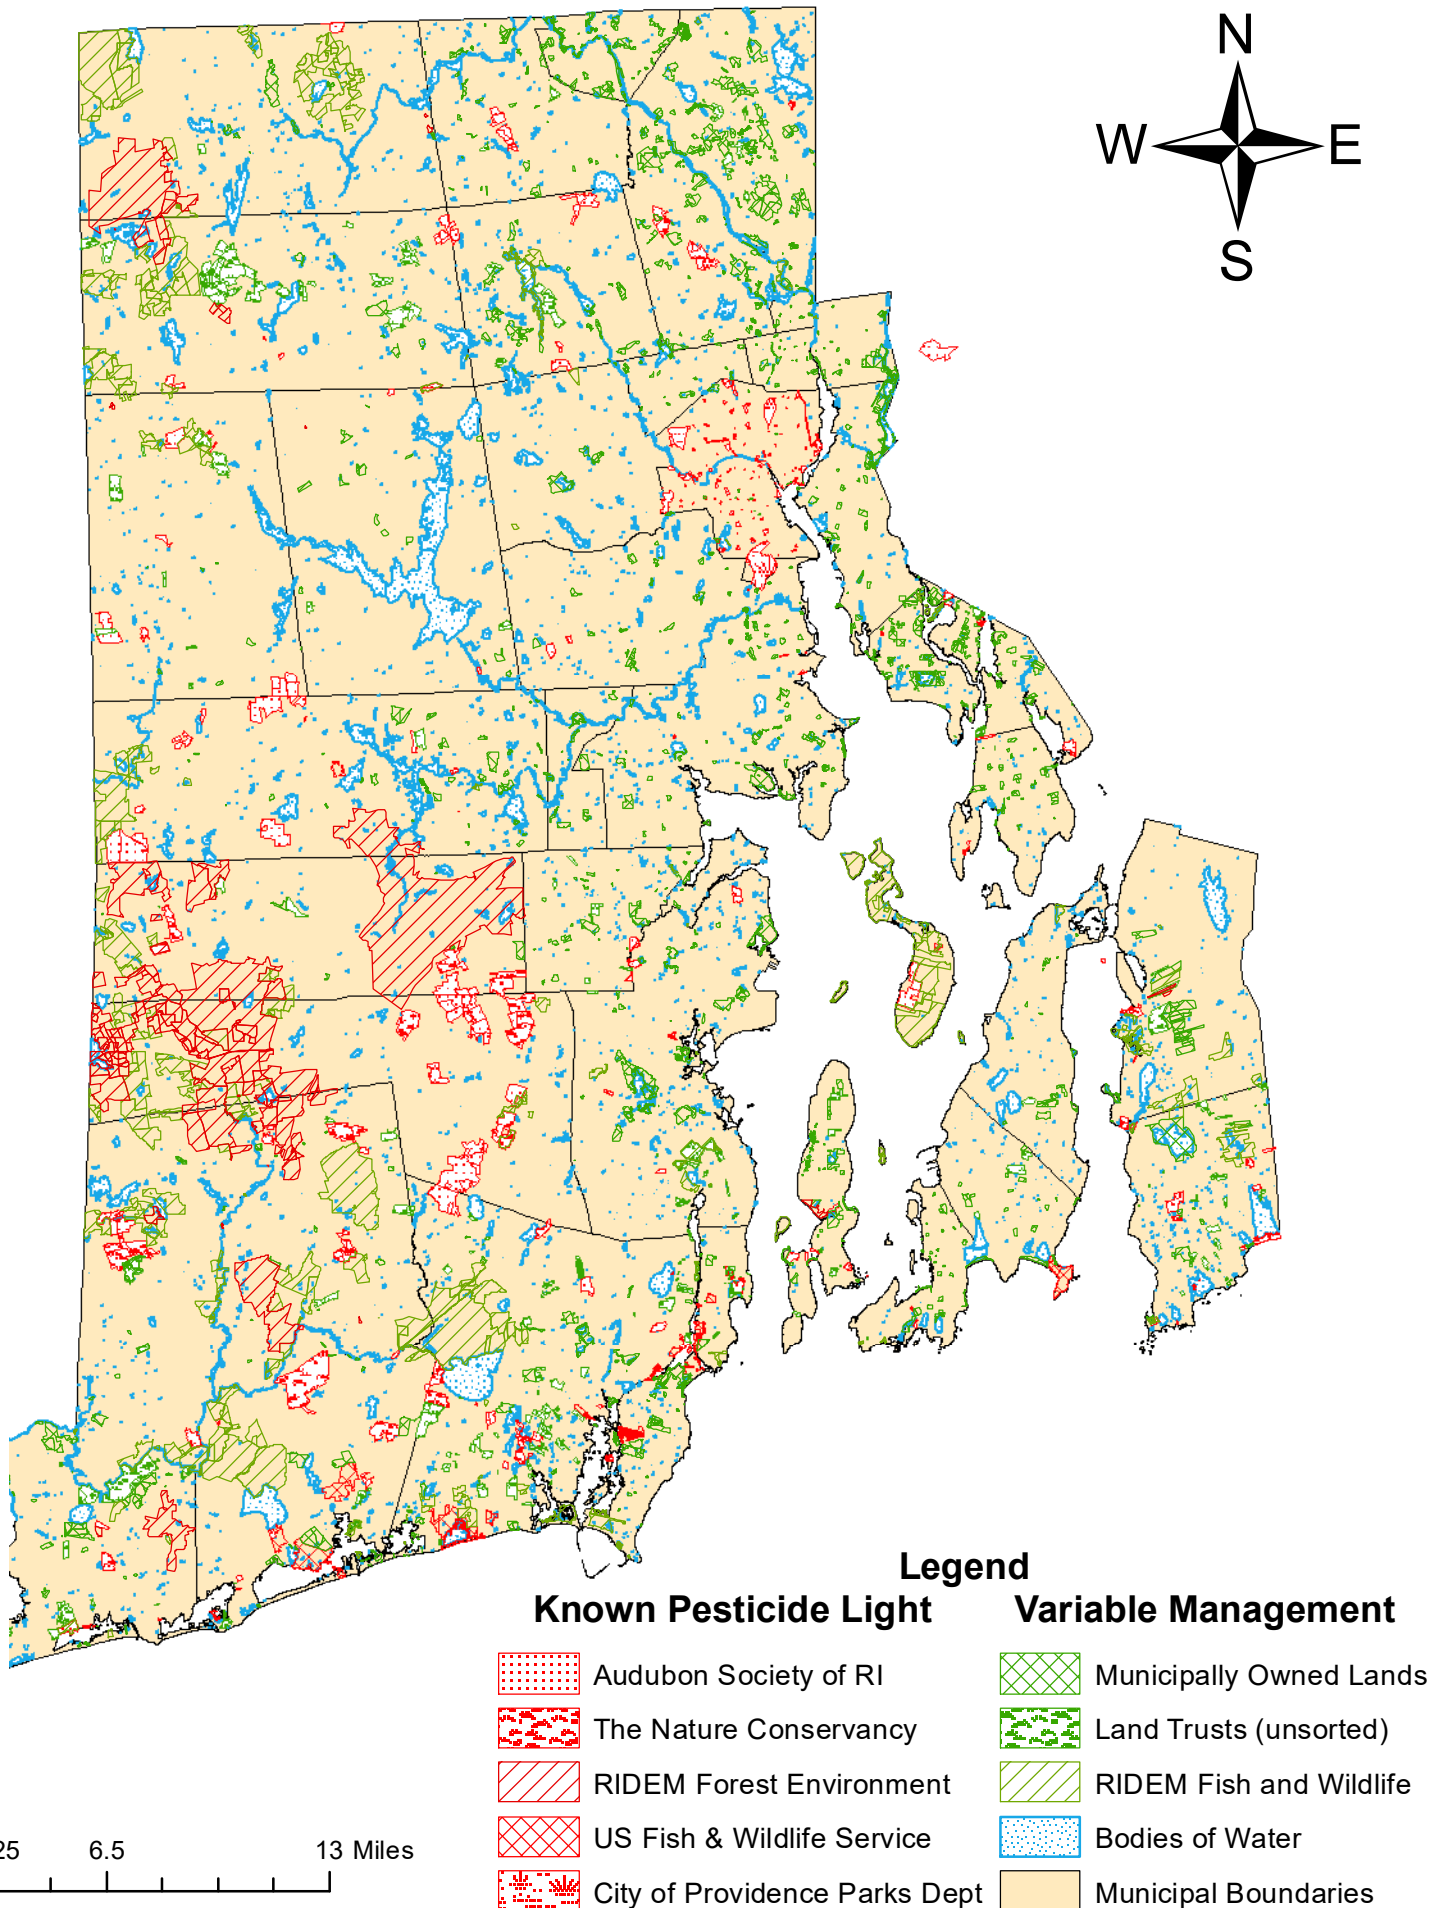 N
W E
S
Legend
Known Pesticide Light
Variable Management
Audubon Society of RI
Municipally Owned Lands
The Nature Conservancy
Land Trusts (unsorted)
RIDEM Forest Environment
RIDEM Fish and Wildlife
US Fish & Wildlife Service
Bodies of Water
City of Providence Parks Dept
Municipal Boundaries
25 6.5 13 Miles